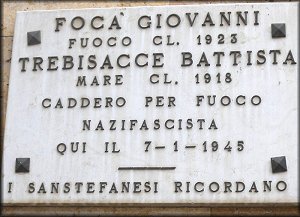 FOCA' GIOVANNI
FUOCO CL. 1923
TREBISACCE BATTISTA
MARE CL. 1918
CADDERO PER FUOCO
NAZIFASCISTA
QUI IL 7-1-1945
I SANSTEFANESI RICORDANO